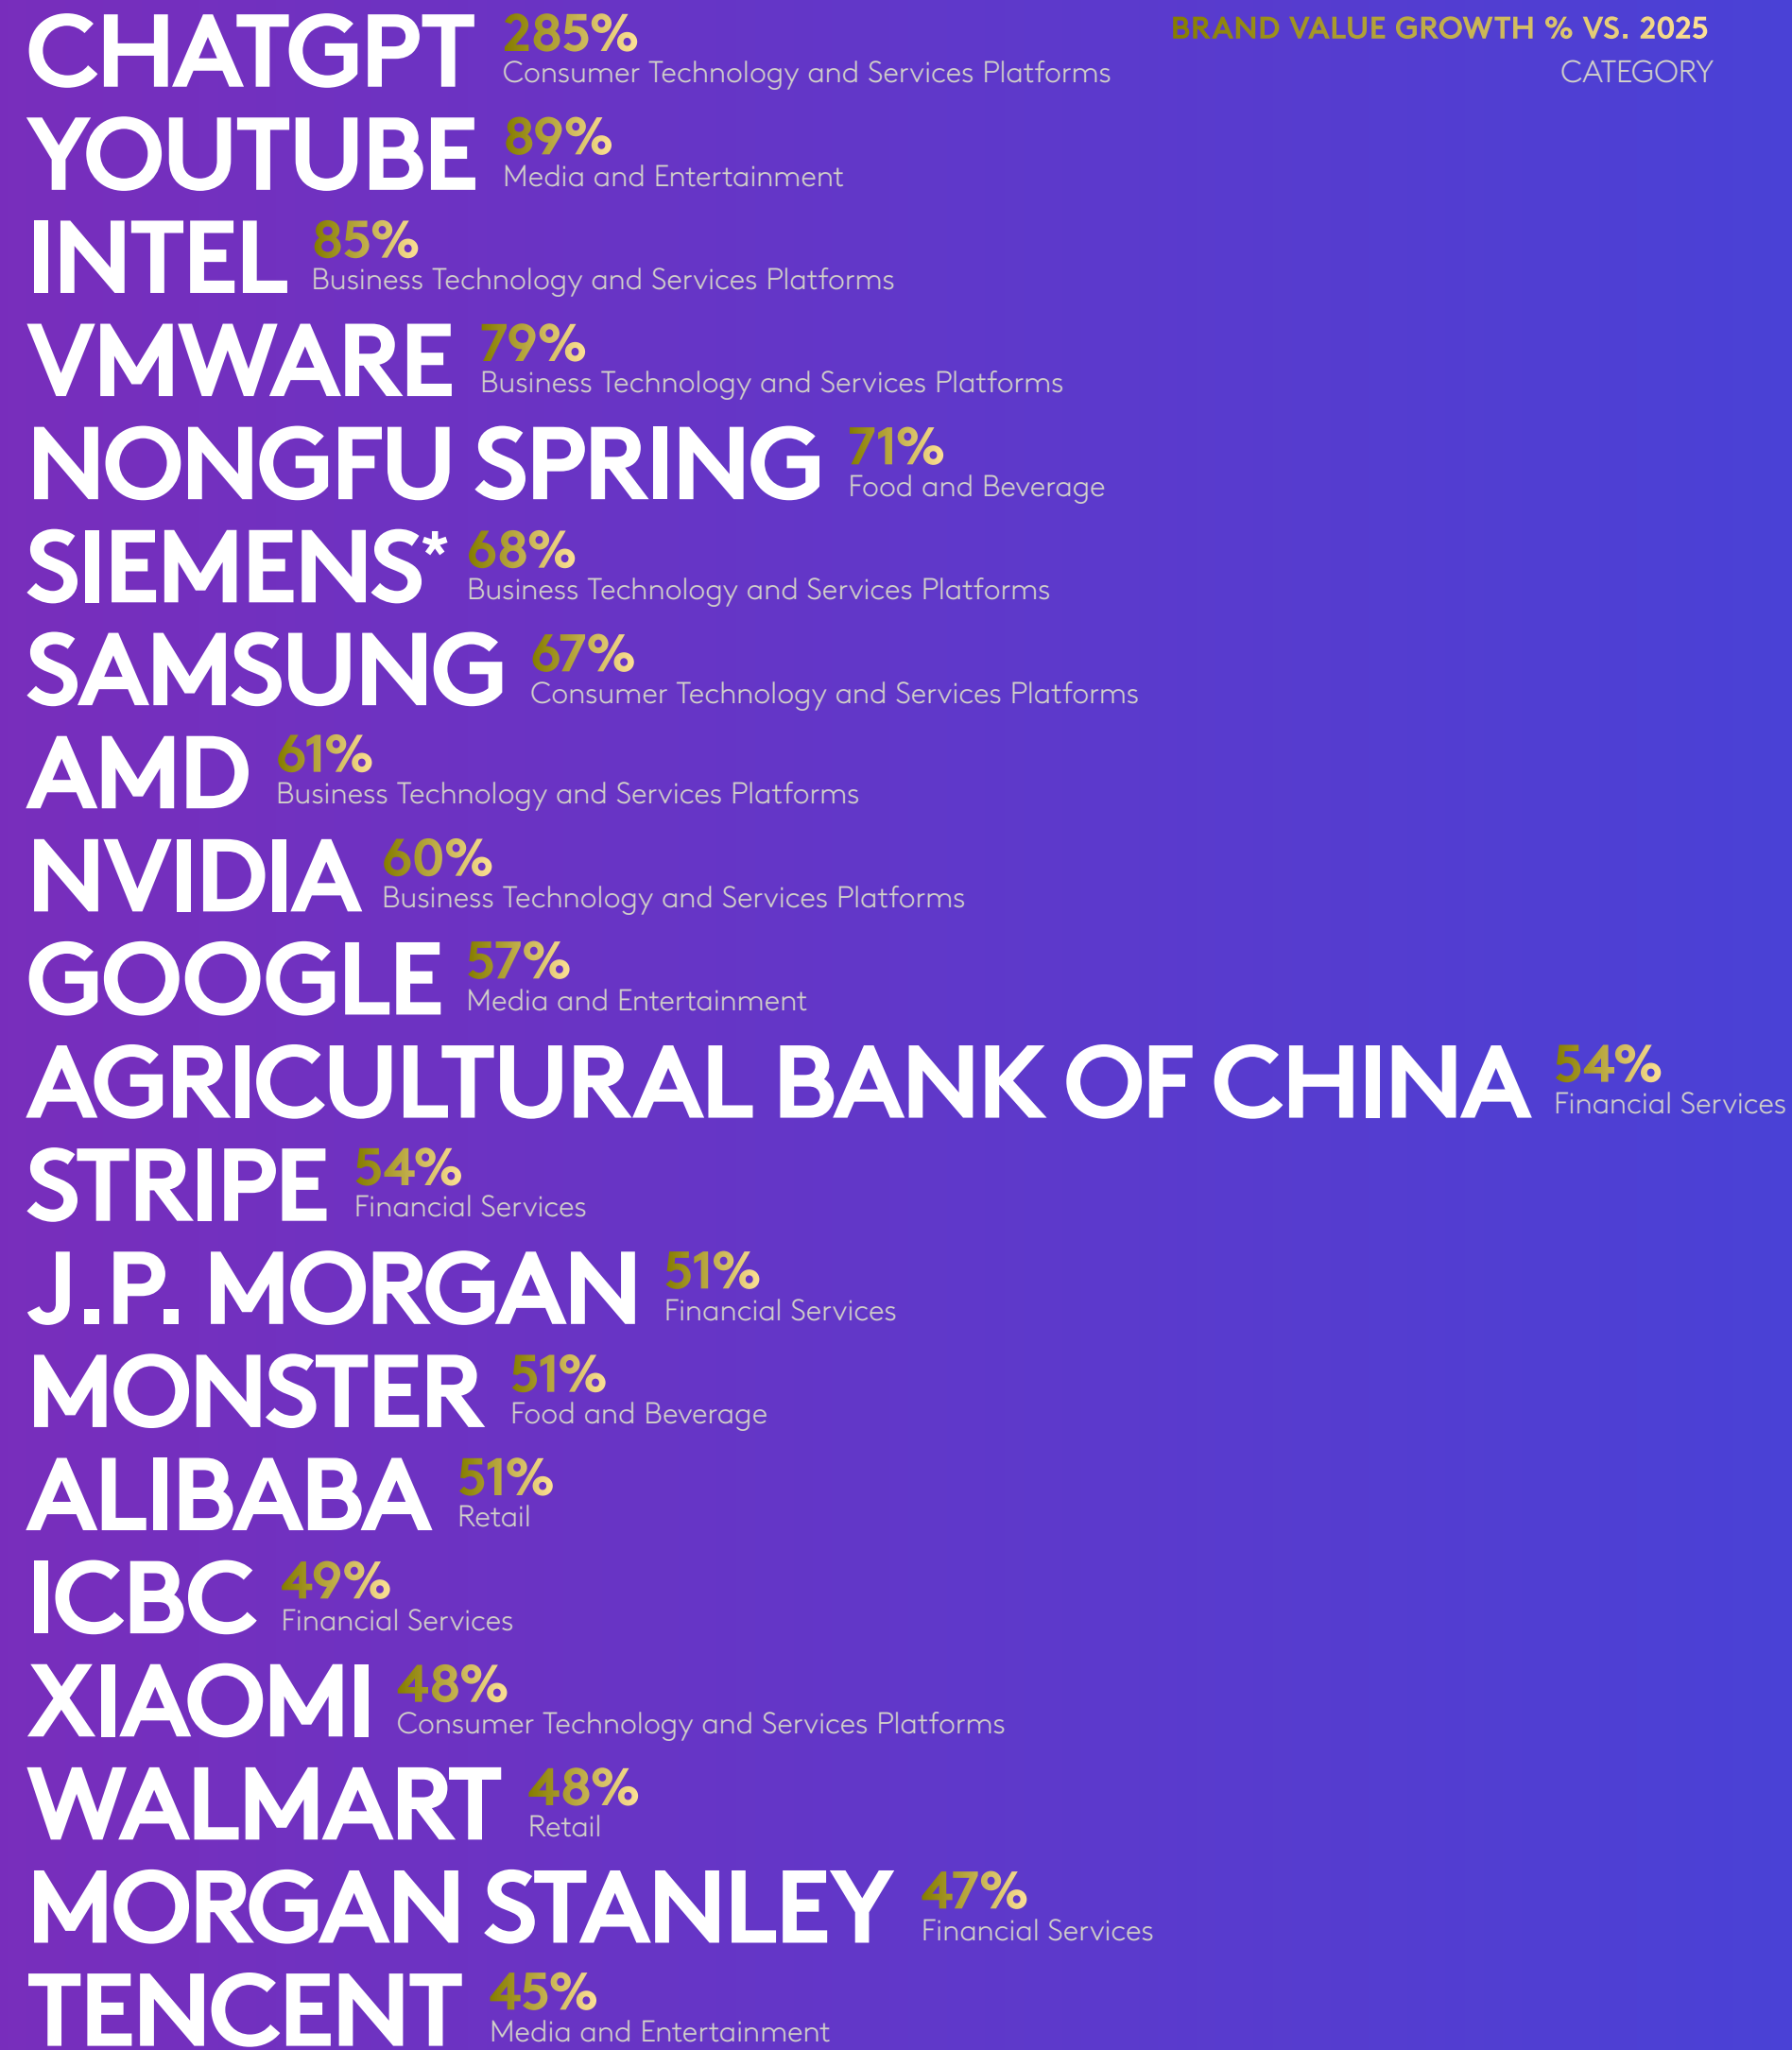 CHATGPT 285%
Consumer Technology and Services Platforms
BRAND VALUE GROWTH % VS. 2025
CATEGORY
YOUTUBE 89%
Media and Entertainment
INTEL 85%
Business Technology and Services Platforms
VMWARE 79%
Business Technology and Services Platforms
NONGFU SPRING 71%
Food and Beverage
SIEMENS* 68%
Business Technology and Services Platforms
SAMSUNG 67%
Consumer Technology and Services Platforms
AMD 61%
Business Technology and Services Platforms
NVIDIA 60%
Business Technology and Services Platforms
GOOGLE 57%
Media and Entertainment
AGRICULTURAL BANK OF CHINA 54%
Financial Services
STRIPE 54%
Financial Services
J.P. MORGAN 51%
Financial Services
MONSTER 51%
Food and Beverage
ALIBABA 51%
Retail
ICBC 49%
Financial Services
XIAOMI 48%
Consumer Technology and Services Platforms
WALMART 48%
Retail
MORGAN STANLEY 47%
Financial Services
TENCENT 45%
Media and Entertainment